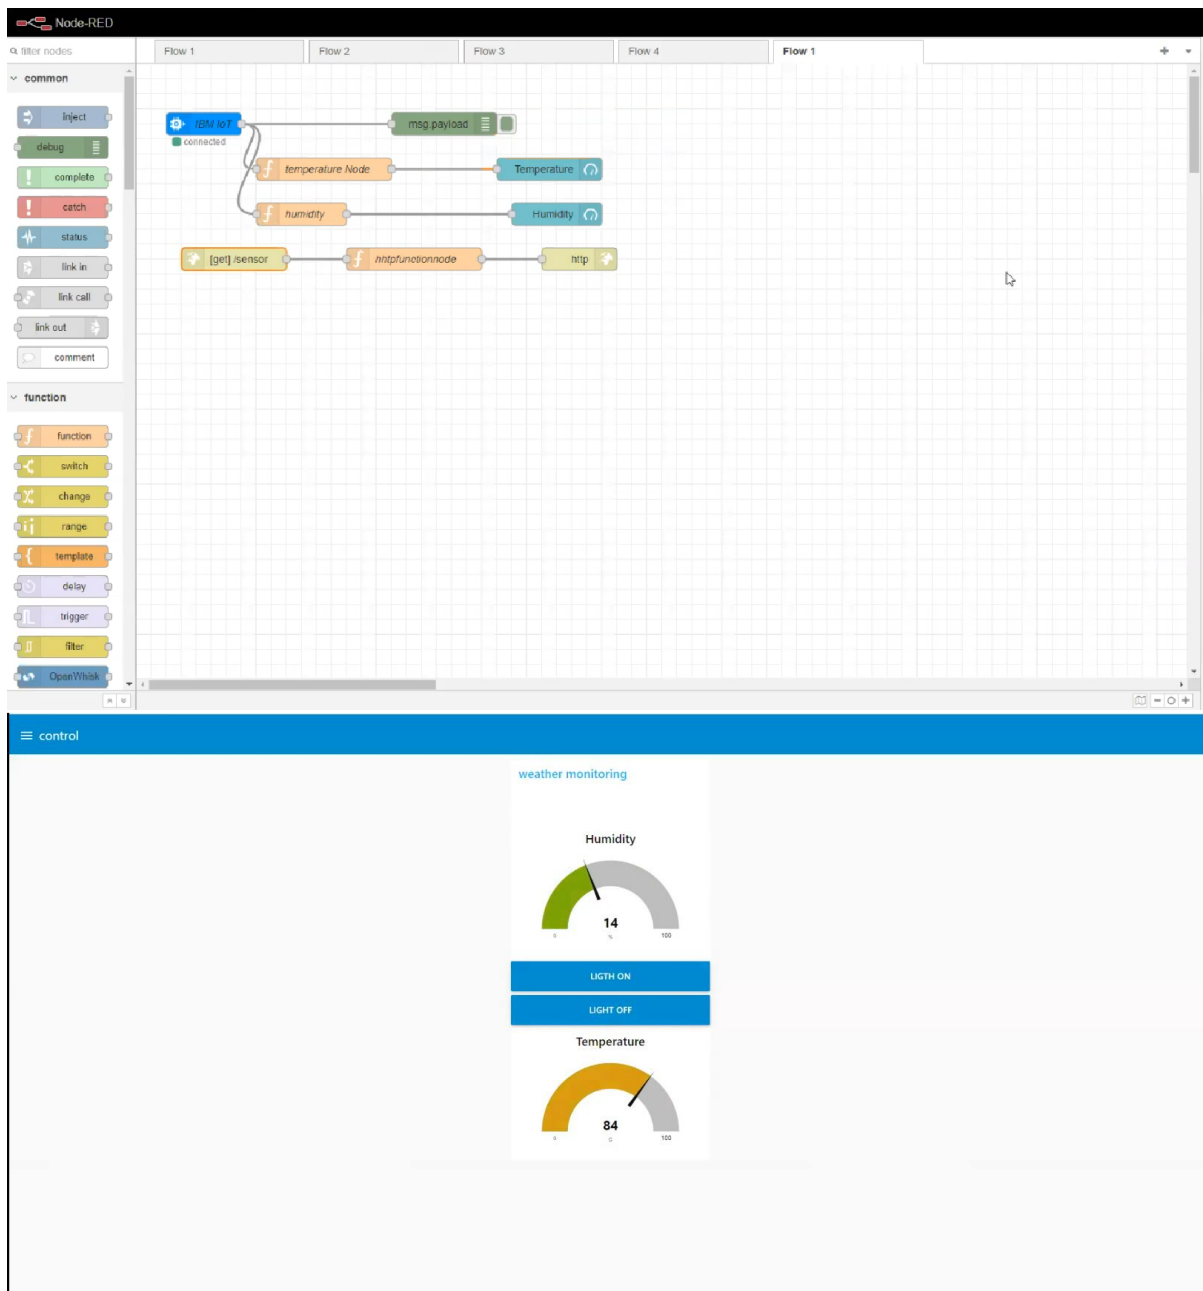 Node-RED
filter nodes
Flow 1
Flow 2
Flow 3
Flow 4
Flow 1
common
inject
debug
complete
catch
status
link in
link call
link out
comment
function
function
switch
change
range
template
delay
trigger
filter
OpenWhisk
IBM IoT
connected
msg.payload
temperature Node
Temperature
humidity
Humidity
[get] /sensor
hhtpfunctionnode
http
control
weather monitoring
Humidity
14
0 % 100
LIGTH ON
LIGHT OFF
Temperature
84
100